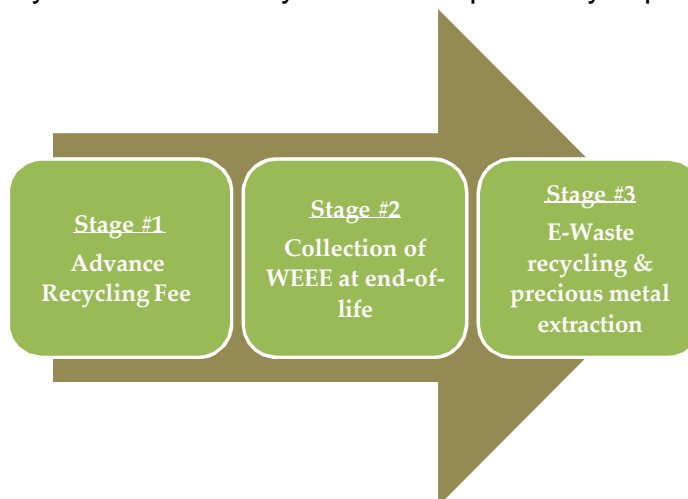 Stage #1
Advance
Recycling Fee
Stage #2
Collection of
WEEE at end-of-
life
Stage #3
E-Waste
recycling &
precious metal
extraction